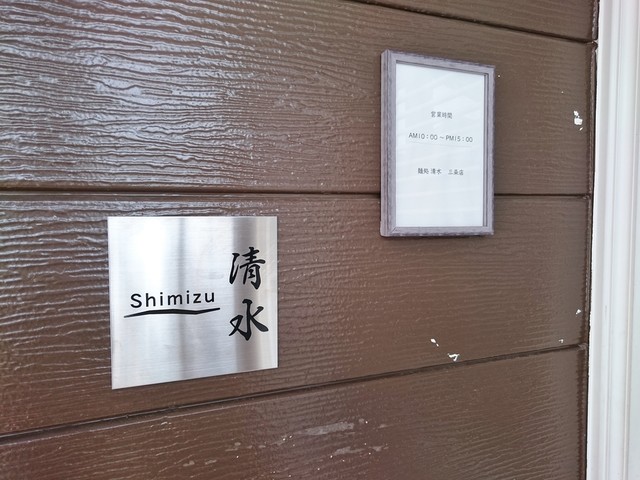 営業時間
AM10:00～PM15:00
麺処 清水 三条店
Shimizu
清水